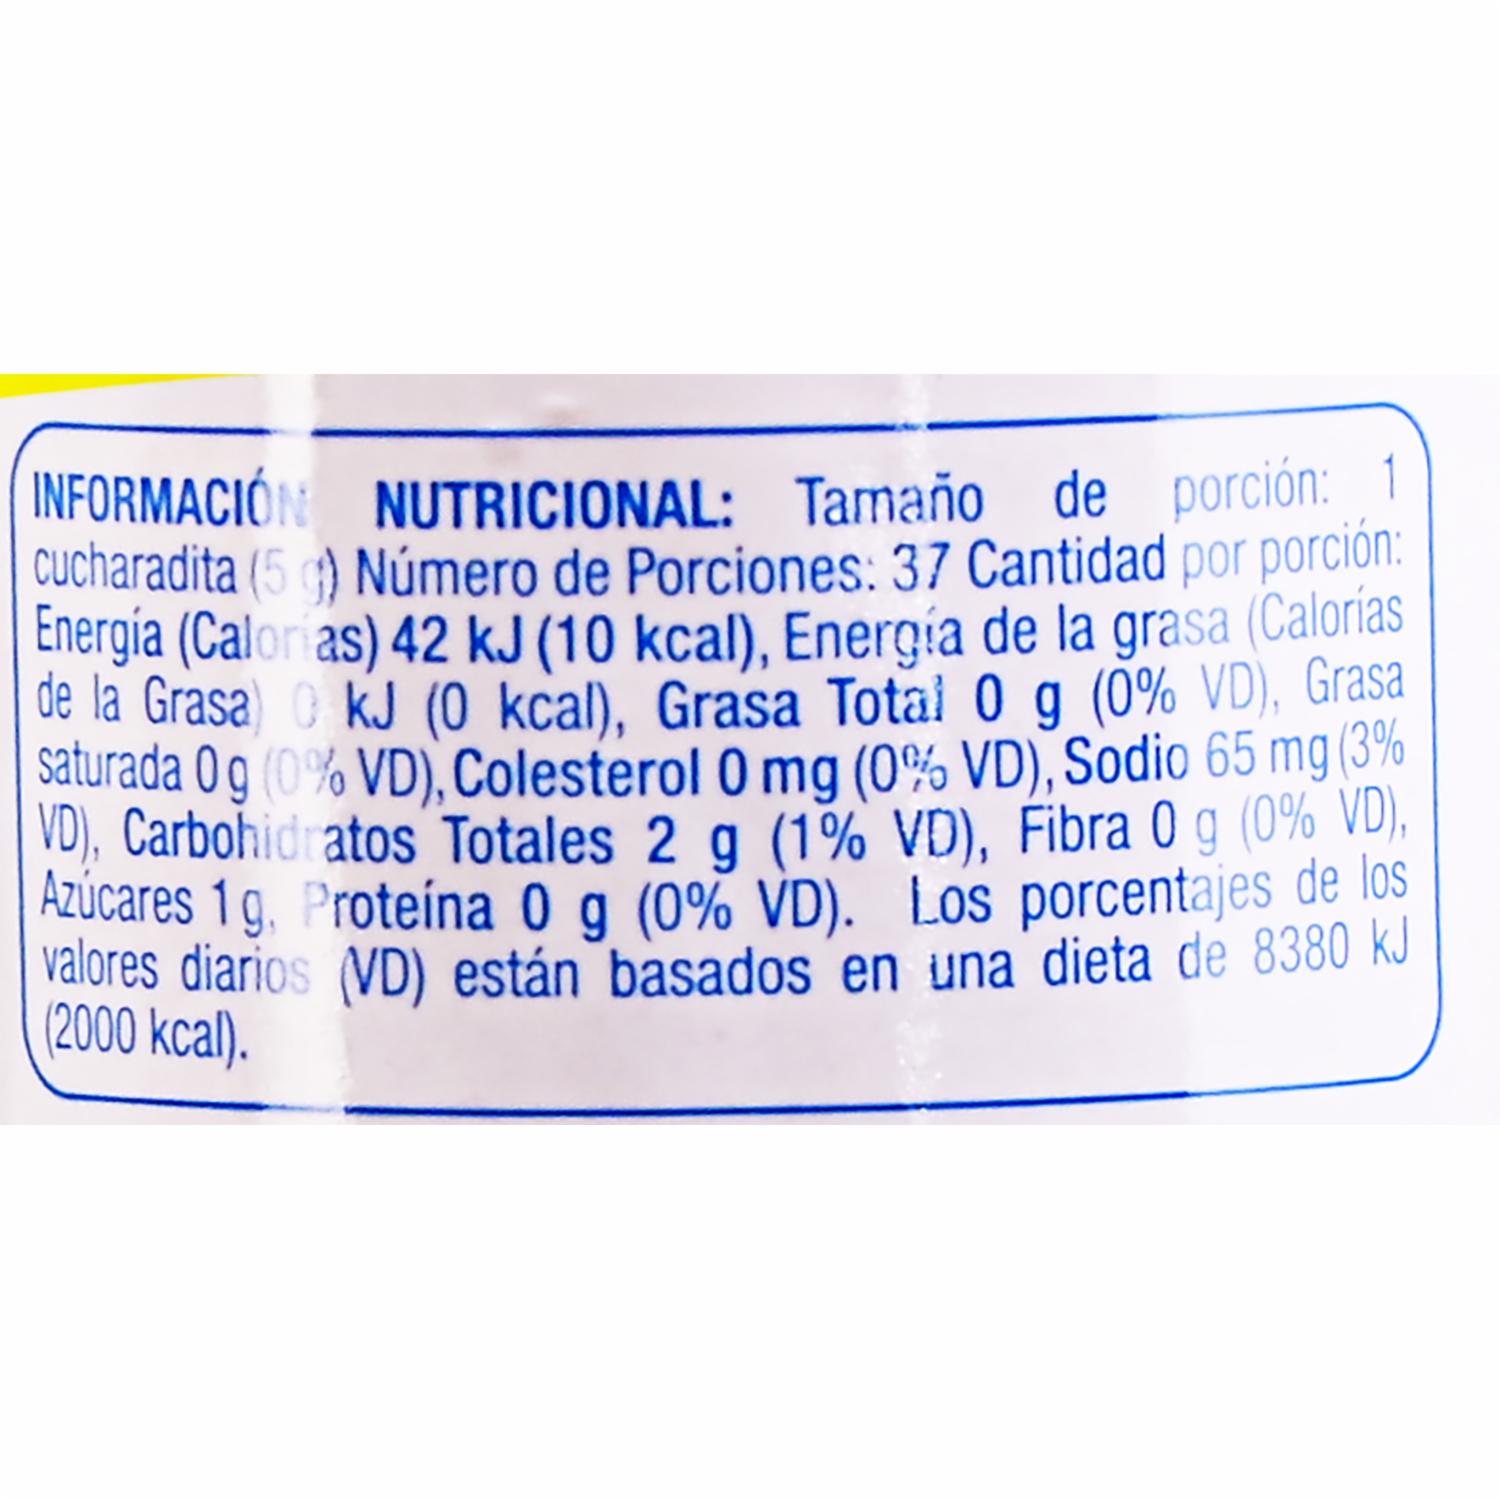 INFORMACIÓN NUTRICIONAL: Tamaño de porción: 1
cucharadita (5 g) Número de Porciones: 37 Cantidad por porción:
Energía (Calorías) 42 kJ (10 kcal), Energía de la grasa (Calorías
de la Grasa) 0 kJ (0 kcal), Grasa Total 0 g (0% VD), Grasa
saturada 0 g (0% VD), Colesterol 0 mg (0% VD), Sodio 65 mg (3%
VD), Carbohidratos Totales 2 g (1% VD), Fibra 0 g (0% VD),
Azúcares 1 g, Proteína 0 g (0% VD). Los porcentajes de los
valores diarios (VD) están basados en una dieta de 8380 kJ
(2000 kcal).